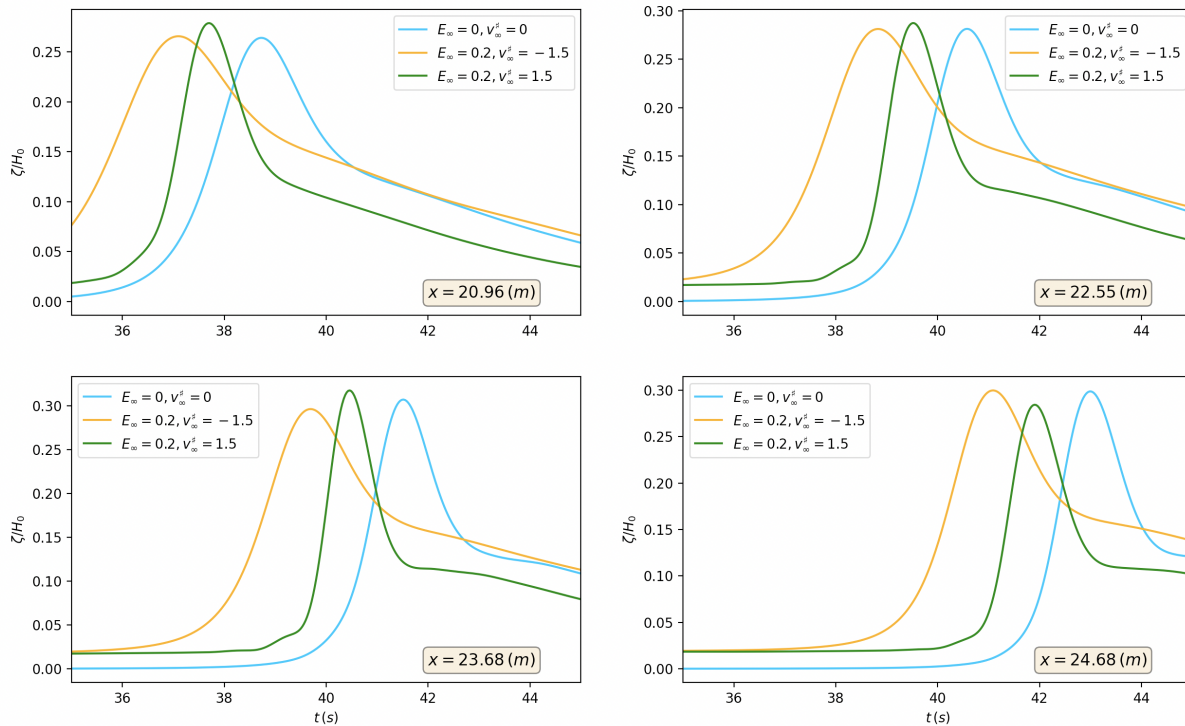 ζ/H₀
0.25
0.20
0.15
0.10
0.05
0.00
E∞ = 0, v∞♯ = 0
E∞ = 0.2, v∞♯ = −1.5
E∞ = 0.2, v∞♯ = 1.5
x = 20.96 (m)
36 38 40 42 44
ζ/H₀
0.30
0.25
0.20
0.15
0.10
0.05
0.00
E∞ = 0, v∞♯ = 0
E∞ = 0.2, v∞♯ = −1.5
E∞ = 0.2, v∞♯ = 1.5
x = 22.55 (m)
36 38 40 42 44
ζ/H₀
0.30
0.25
0.20
0.15
0.10
0.05
0.00
E∞ = 0, v∞♯ = 0
E∞ = 0.2, v∞♯ = −1.5
E∞ = 0.2, v∞♯ = 1.5
x = 23.68 (m)
36 38 40 42 44
t (s)
ζ/H₀
0.30
0.25
0.20
0.15
0.10
0.05
0.00
E∞ = 0, v∞♯ = 0
E∞ = 0.2, v∞♯ = −1.5
E∞ = 0.2, v∞♯ = 1.5
x = 24.68 (m)
36 38 40 42 44
t (s)